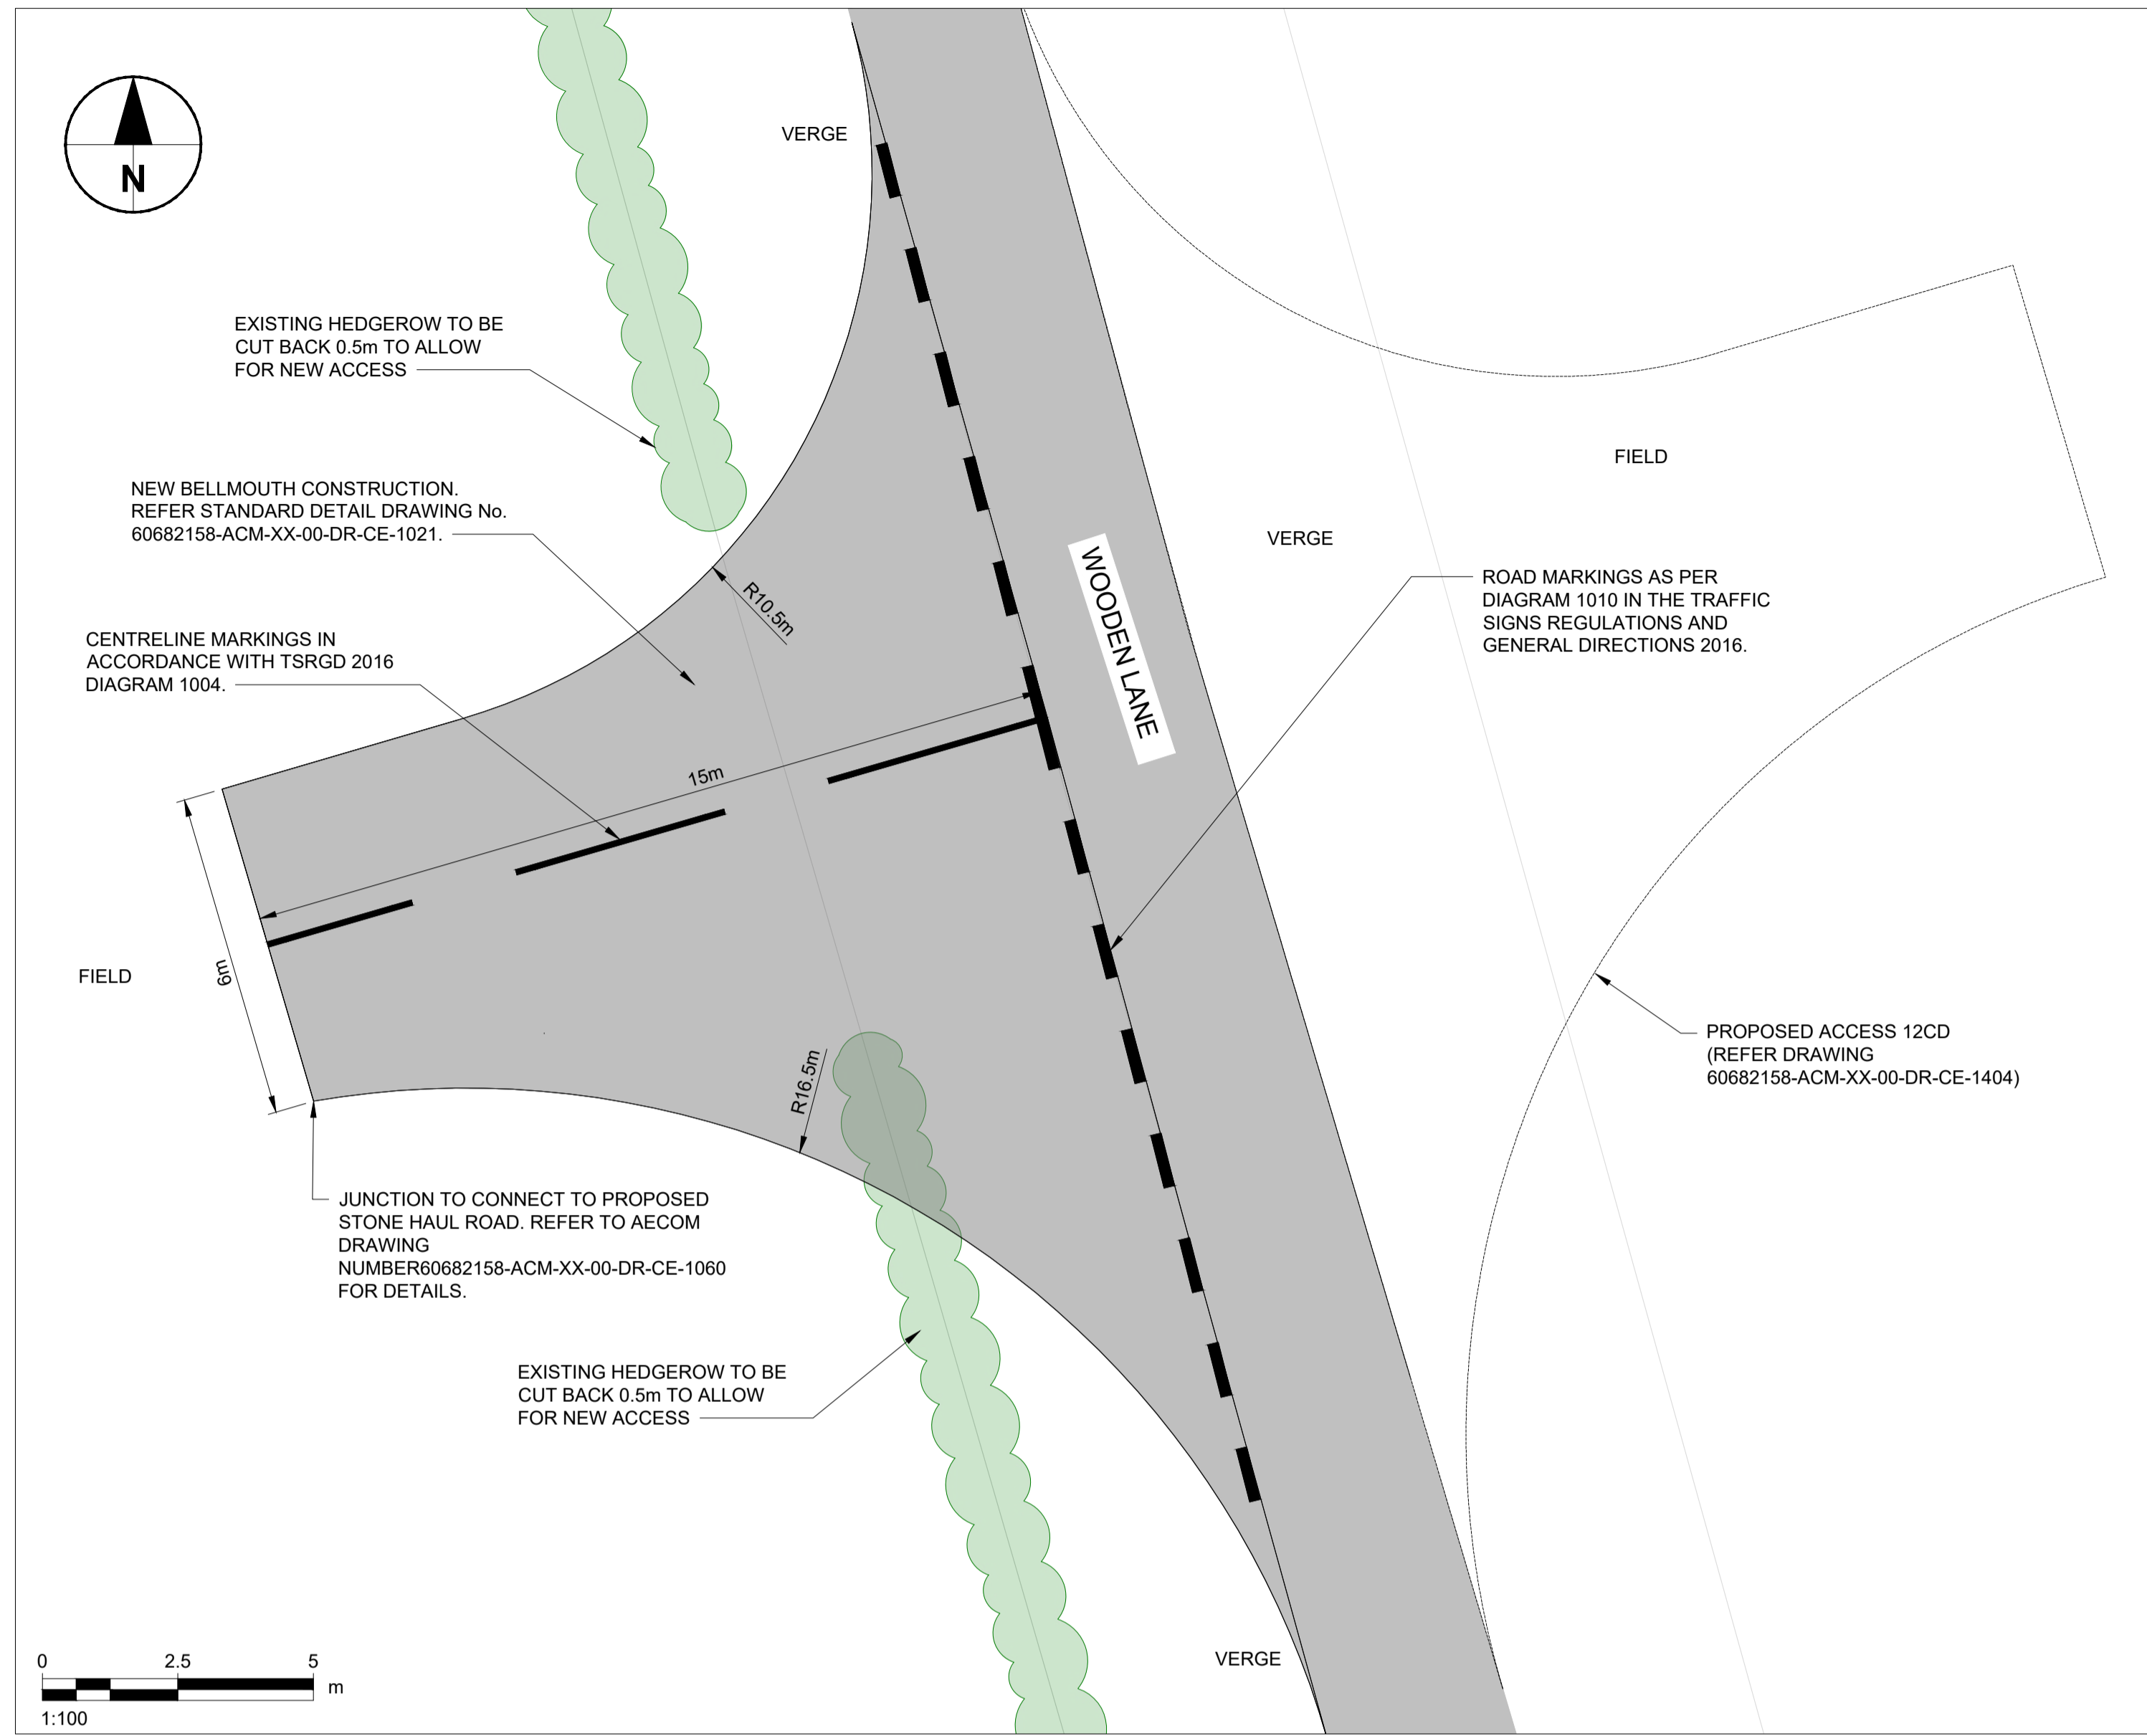 N
VERGE
EXISTING HEDGEROW TO BE
CUT BACK 0.5m TO ALLOW
FOR NEW ACCESS
NEW BELLMOUTH CONSTRUCTION.
REFER STANDARD DETAIL DRAWING No.
60682158-ACM-XX-00-DR-CE-1021.
R10.5m
CENTRELINE MARKINGS IN
ACCORDANCE WITH TSRGD 2016
DIAGRAM 1004.
15m
6m
FIELD
WOODEN LANE
FIELD
VERGE
ROAD MARKINGS AS PER
DIAGRAM 1010 IN THE TRAFFIC
SIGNS REGULATIONS AND
GENERAL DIRECTIONS 2016.
R16.5m
PROPOSED ACCESS 12CD
(REFER DRAWING
60682158-ACM-XX-00-DR-CE-1404)
JUNCTION TO CONNECT TO PROPOSED
STONE HAUL ROAD. REFER TO AECOM
DRAWING
NUMBER60682158-ACM-XX-00-DR-CE-1060
FOR DETAILS.
EXISTING HEDGEROW TO BE
CUT BACK 0.5m TO ALLOW
FOR NEW ACCESS
VERGE
0 2.5 5
m
1:100